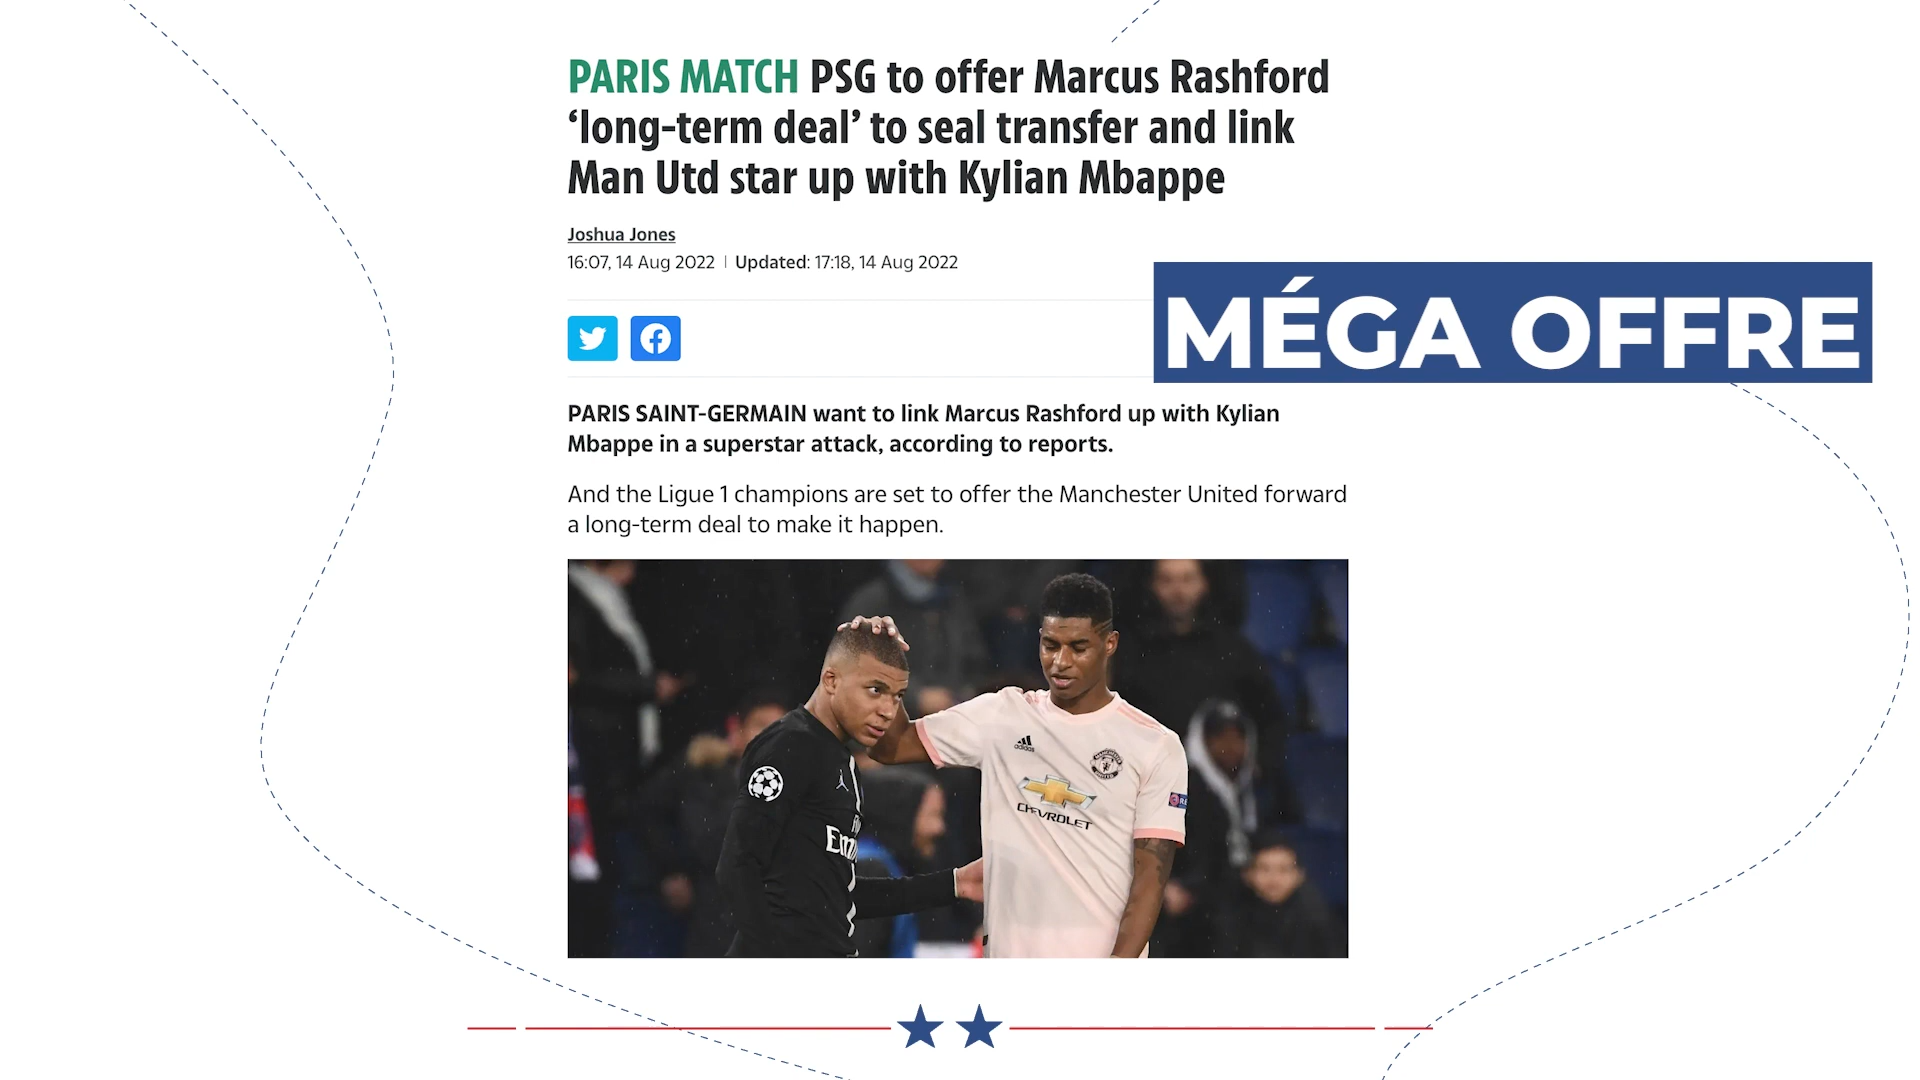 PARIS MATCH PSG to offer Marcus Rashford
‘long-term deal’ to seal transfer and link
Man Utd star up with Kylian Mbappe
Joshua Jones
16:07, 14 Aug 2022 | Updated: 17:18, 14 Aug 2022
MÉGA OFFRE
PARIS SAINT-GERMAIN want to link Marcus Rashford up with Kylian
Mbappe in a superstar attack, according to reports.
And the Ligue 1 champions are set to offer the Manchester United forward
a long-term deal to make it happen.
adidas
CHEVROLET